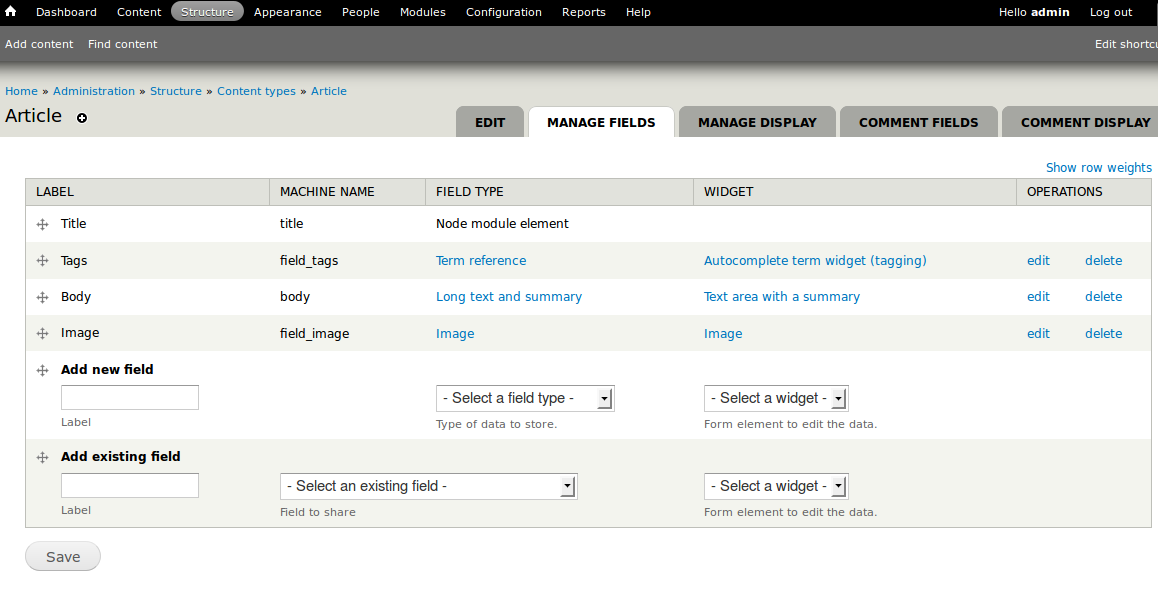 Dashboard Content Structure Appearance People Modules Configuration Reports Help Hello admin Log out
Add content Find content Edit shortcu
Home » Administration » Structure » Content types » Article
Article
EDIT MANAGE FIELDS MANAGE DISPLAY COMMENT FIELDS COMMENT DISPLAY
Show row weights
LABEL MACHINE NAME FIELD TYPE WIDGET OPERATIONS
Title title Node module element
Tags field_tags Term reference Autocomplete term widget (tagging) edit delete
Body body Long text and summary Text area with a summary edit delete
Image field_image Image Image edit delete
Add new field
- Select a field type - - Select a widget -
Label Type of data to store. Form element to edit the data.
Add existing field
- Select an existing field - - Select a widget -
Label Field to share Form element to edit the data.
Save